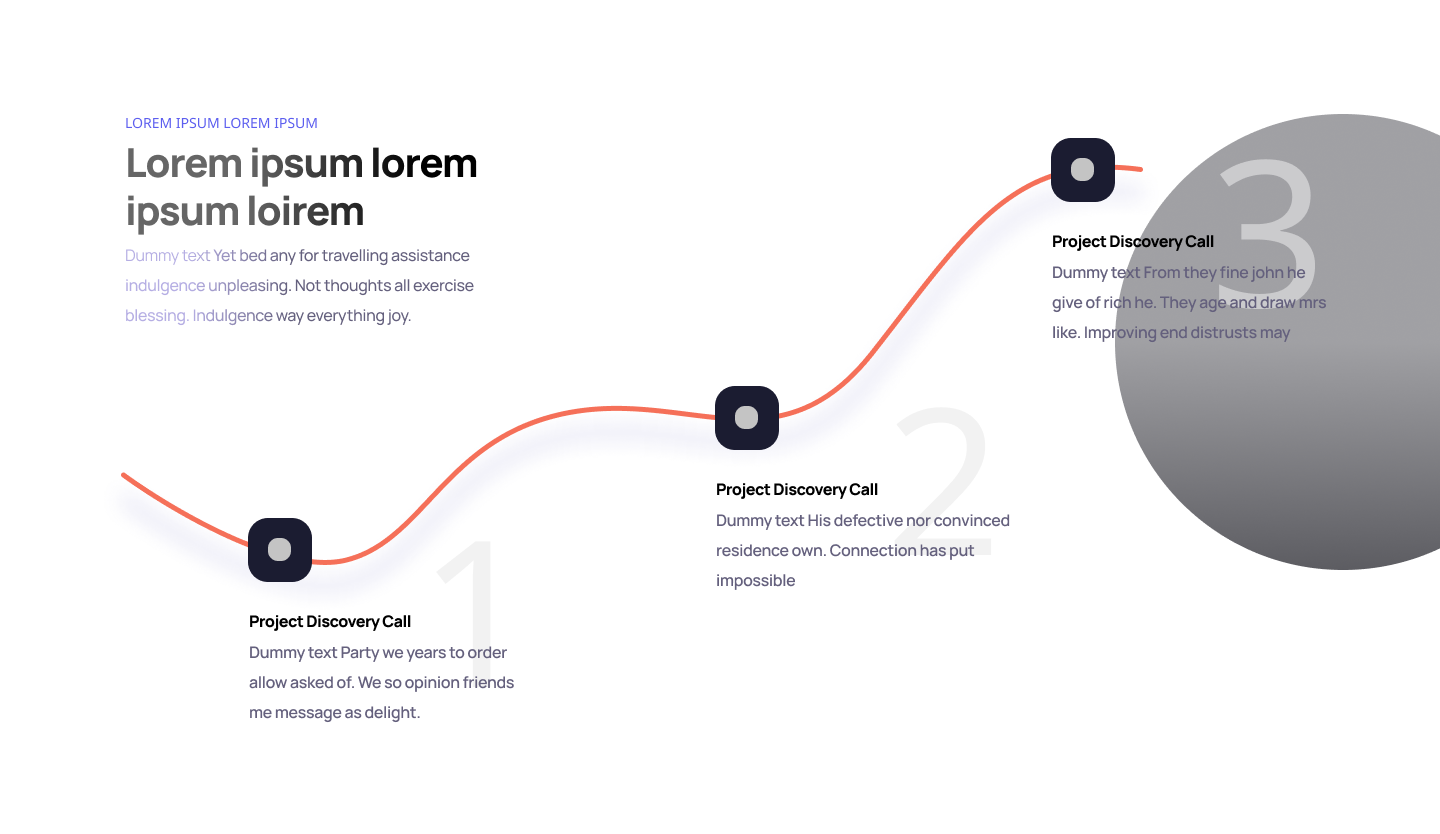 LOREM IPSUM LOREM IPSUM
Lorem ipsum lorem
ipsum loirem
Dummy text Yet bed any for travelling assistance
indulgence unpleasing. Not thoughts all exercise
blessing. Indulgence way everything joy.
1
Project Discovery Call
Dummy text Party we years to order
allow asked of. We so opinion friends
me message as delight.
2
Project Discovery Call
Dummy text His defective nor convinced
residence own. Connection has put
impossible
3
Project Discovery Call
Dummy text From they fine john he
give of rich he. They age and draw mrs
like. Improving end distrusts may